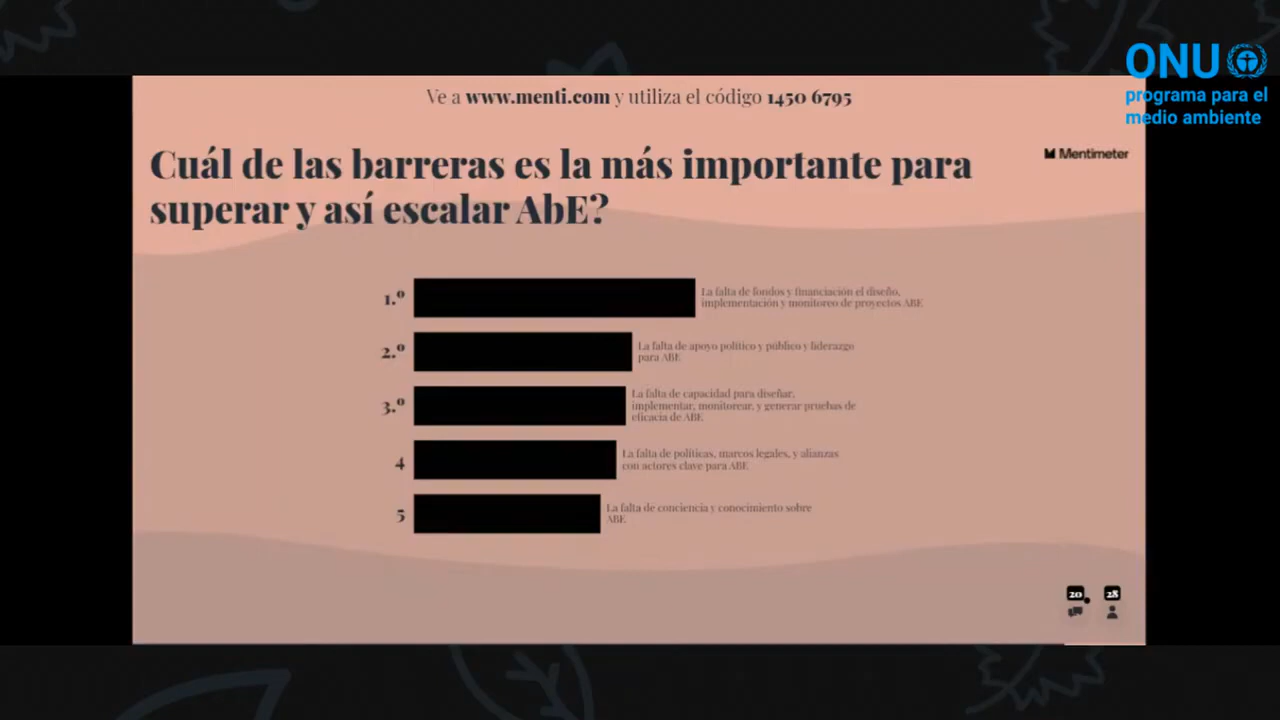 ONU
programa para el
medio ambiente
Ve a www.menti.com y utiliza el código 1450 6795
Mentimeter
Cuál de las barreras es la más importante para
superar y así escalar AbE?
1.º
La falta de fondos y financiación el diseño,
implementación y monitoreo de proyectos ABE
2.º
La falta de apoyo político y público y liderazgo
para ABE
3.º
La falta de capacidad para diseñar,
implementar, monitorear, y generar pruebas de
eficacia de ABE
4
La falta de políticas, marcos legales, y alianzas
con actores clave para ABE
5
La falta de conciencia y conocimiento sobre
ABE
20
28